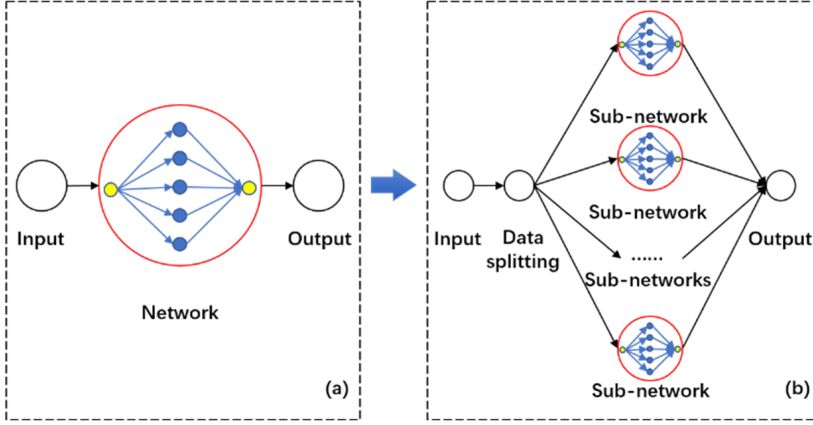 Input
Output
Network
(a)
Sub-network
Sub-network
Input
Data
splitting
......
Sub-networks
Output
Sub-network
(b)